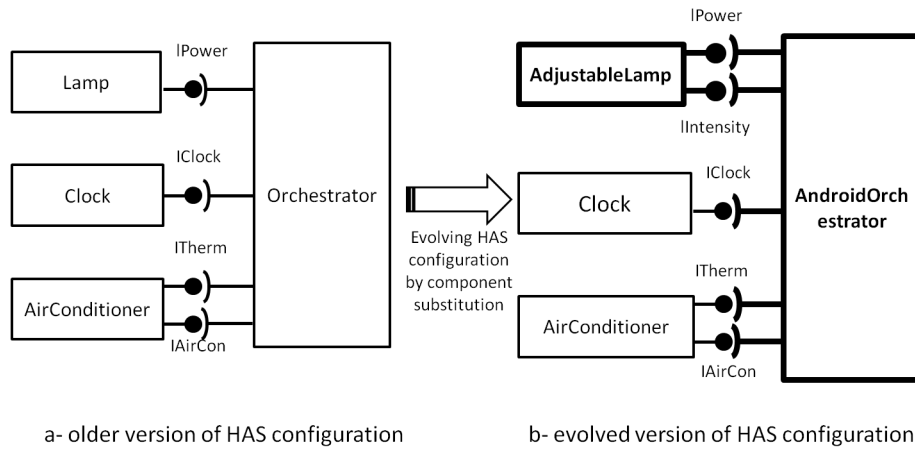 IPower
Lamp
IClock
Clock
Orchestrator
ITherm
AirConditioner
IAirCon
a- older version of HAS configuration
Evolving HAS
configuration
by component
substitution
IPower
AdjustableLamp
IIntensity
IClock
Clock
AndroidOrch
estrator
ITherm
AirConditioner
IAirCon
b- evolved version of HAS configuration